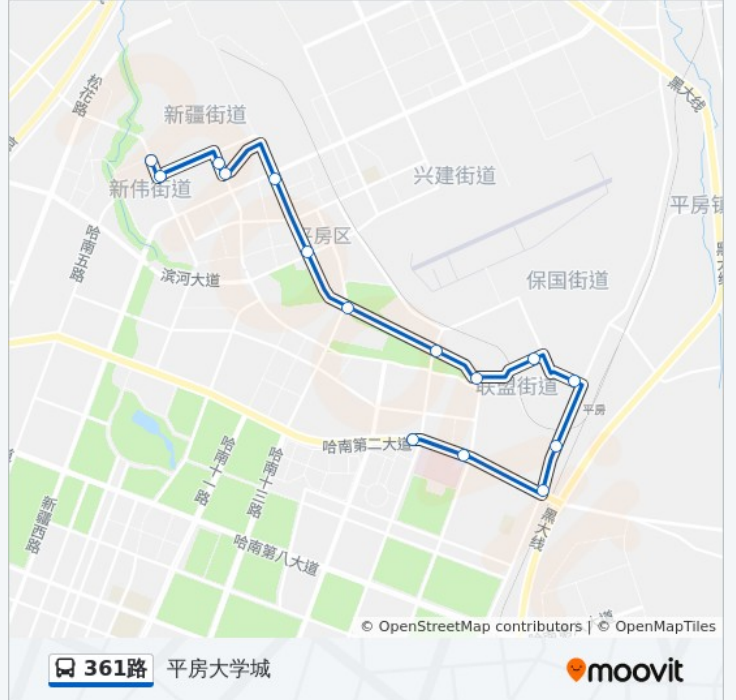 松花路
新疆街道
黑大线
兴建街道
新伟街道
平房镇
哈南五路
平房区
黑大线
滨河大道
保国街道
联盟街道
平房
哈南第二大道
哈南十一路
哈南十三路
新疆西路
黑大线
哈南第八大道
© OpenStreetMap contributors | © OpenMapTiles
361路 平房大学城
moovit